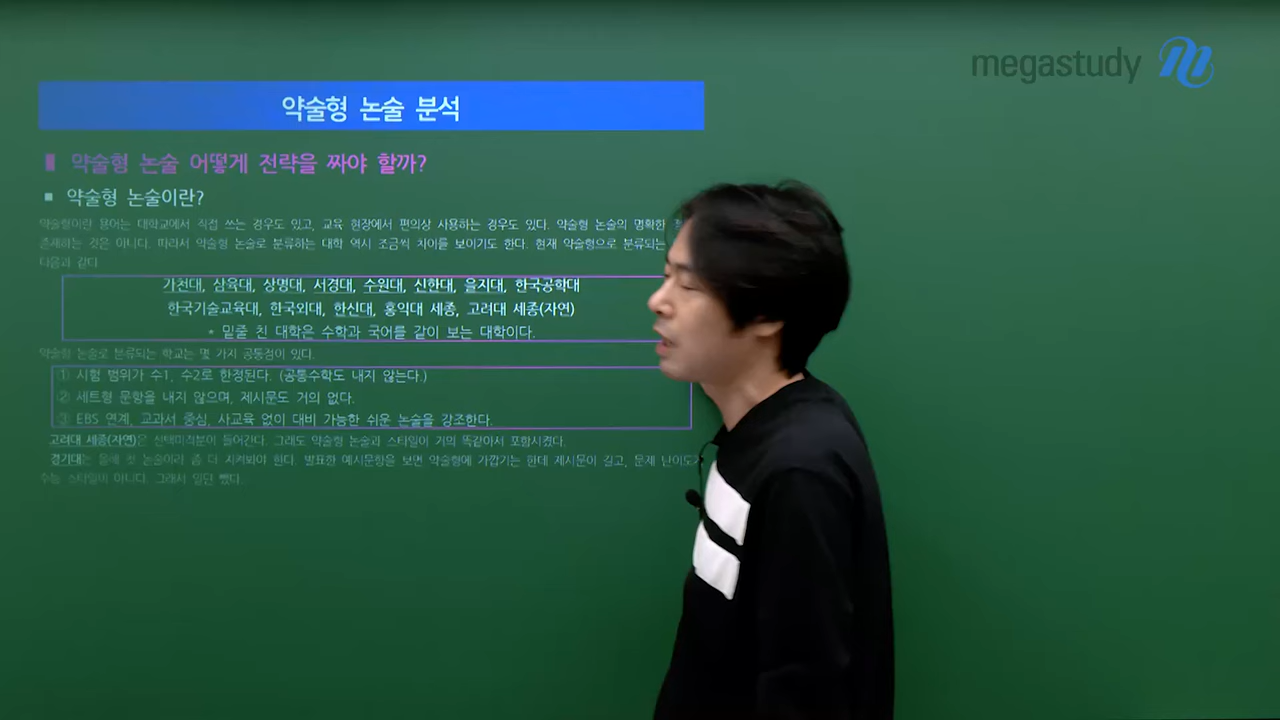 megastudy
약술형 논술 분석
약술형 논술 어떻게 전략을 짜야 할까?
약술형 논술이란?
약술형이란 용어는 대학교에서 직접 쓰는 경우도 있고, 교육 현장에서 편의상 사용하는 경우도 있다. 약술형 논술의 명확한
존재하는 것은 아니다. 따라서 약술형 논술로 분류하는 대학 역시 조금씩 차이를 보이기도 한다. 현재 약술형으로 분류되는
다음과 같다
가천대, 삼육대, 상명대, 서경대, 수원대, 신한대, 을지대, 한국공학대
한국기술교육대, 한국외대, 한신대, 홍익대 세종, 고려대 세종(자연)
* 밑줄 친 대학은 수학과 국어를 같이 보는 대학이다.
약술형 논술로 분류되는 학교는 몇 가지 공통점이 있다.
① 시험 범위가 수1, 수2로 한정된다. (공통수학도 내지 않는다.)
② 세트형 문항을 내지 않으며, 제시문도 거의 없다.
③ EBS 연계, 교과서 중심, 사교육 없이 대비 가능한 쉬운 논술을 강조한다.
고려대 세종(자연)은 선택미적분이 들어간다. 그래도 약술형 논술과 스타일이 거의 똑같아서 포함시켰다.
경기대는 올해 첫 논술이라 좀 더 지켜봐야 한다. 발표한 예시문항을 보면 약술형에 가깝기는 한데 제시문이 길고, 문제 난이도가
수능 스타일이 아니다. 그래서 일단 뺐다.